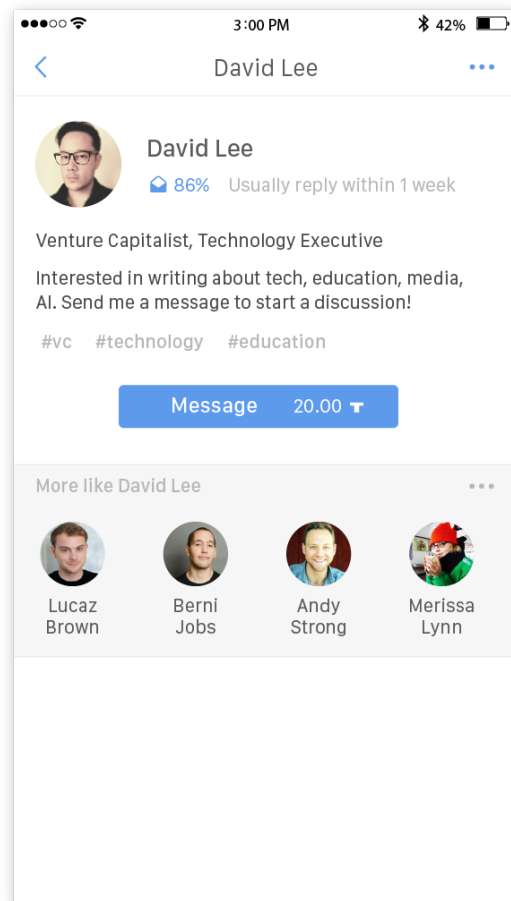 3:00 PM 42%
David Lee
David Lee
86% Usually reply within 1 week
Venture Capitalist, Technology Executive
Interested in writing about tech, education, media,
AI. Send me a message to start a discussion!
#vc #technology #education
Message 20.00
More like David Lee
Lucaz Berni Andy Merissa
Brown Jobs Strong Lynn